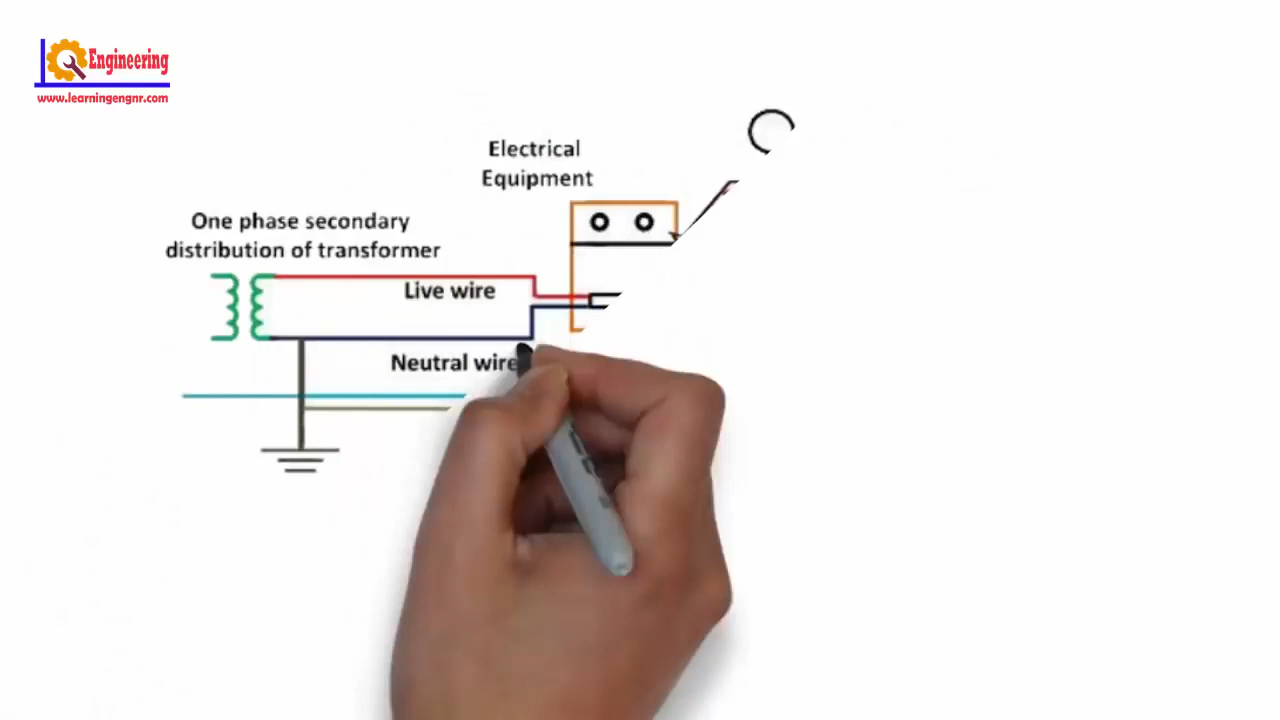 Engineering
www.learningengnr.com
Electrical
Equipment
One phase secondary
distribution of transformer
Live wire
Neutral wire